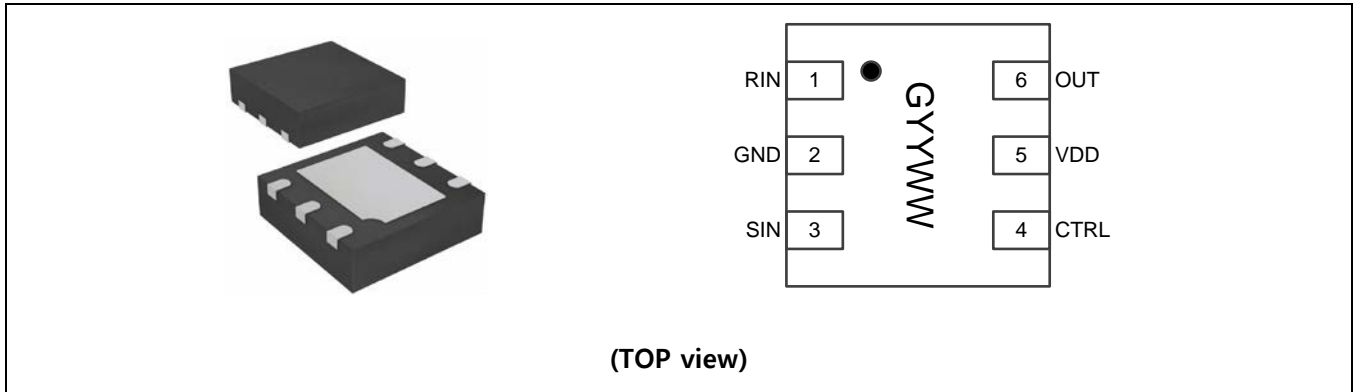 RIN 1
6 OUT
GND 2
5 VDD
SIN 3
4 CTRL
GYYWW
(TOP view)